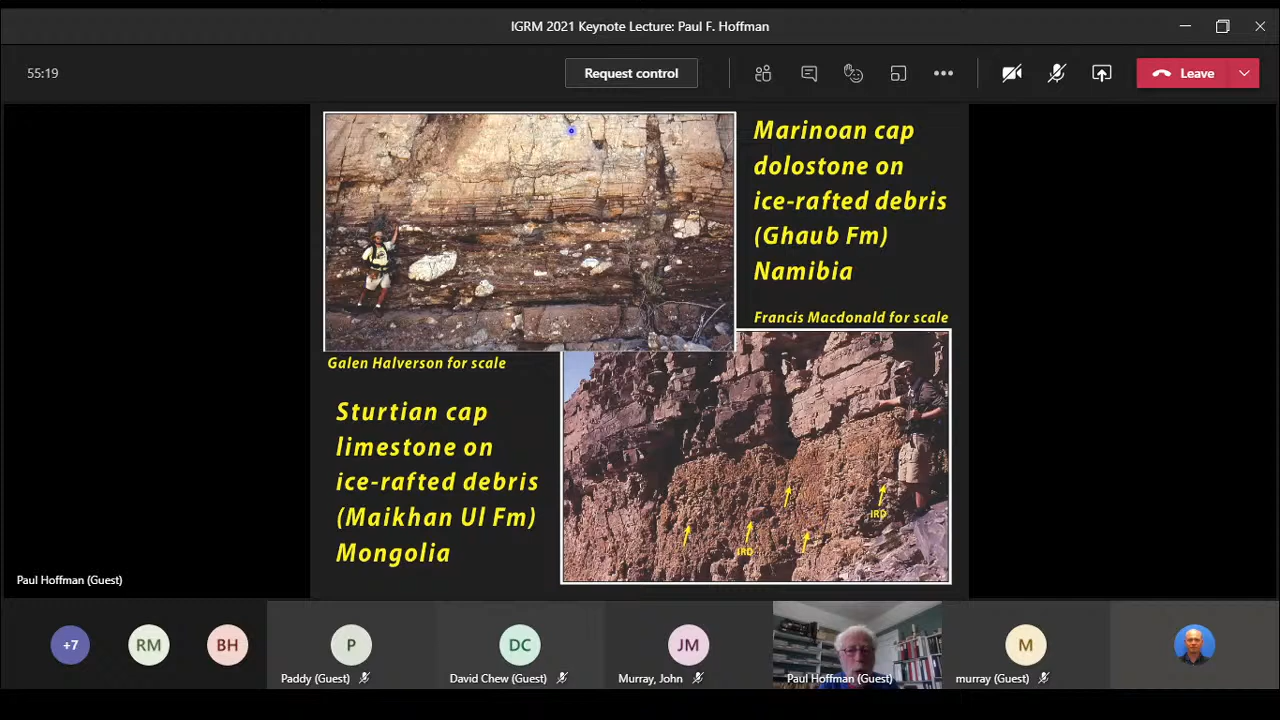 IGRM 2021 Keynote Lecture: Paul F. Hoffman
55:19
Request control
Leave
Marinoan cap
dolostone on
ice-rafted debris
(Ghaub Fm)
Namibia
Francis Macdonald for scale
Galen Halverson for scale
Sturtian cap
limestone on
ice-rafted debris
(Maikhan Ul Fm)
Mongolia
IRD
IRD
Paul Hoffman (Guest)
+7
RM
BH
P
DC
JM
M
Paddy (Guest)
David Chew (Guest)
Murray, John
Paul Hoffman (Guest)
murray (Guest)